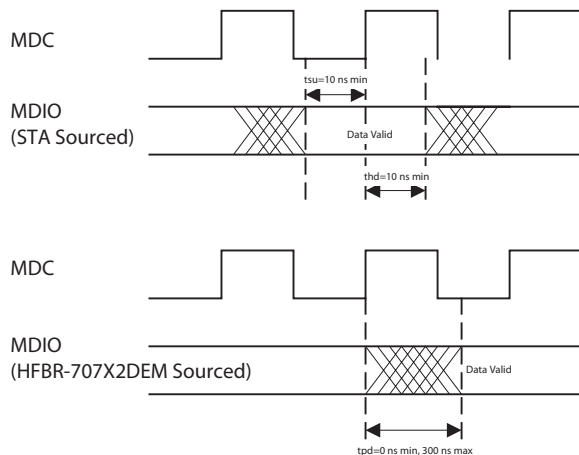 MDC
tsu=10 ns min
MDIO
(STA Sourced)
Data Valid
thd=10 ns min
MDC
MDIO
(HFBR-707X2DEM Sourced)
Data Valid
tpd=0 ns min, 300 ns max